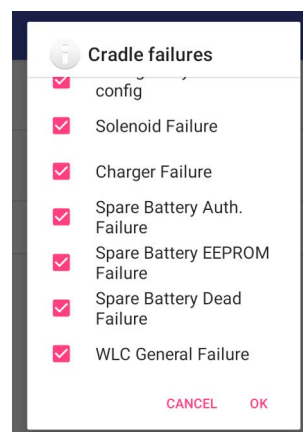 Cradle failures
config
Solenoid Failure
Charger Failure
Spare Battery Auth.
Failure
Spare Battery EEPROM
Failure
Spare Battery Dead
Failure
WLC General Failure
CANCEL OK